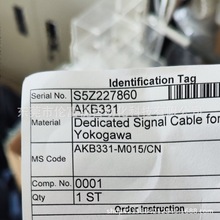 Identification Tag
Serial No. S5Z227860
AKB331
Material Dedicated Signal Cable for
Yokogawa
MS Code AKB331-M015/CN
Comp. No. 0001
Qty 1 ST
Order Instruction